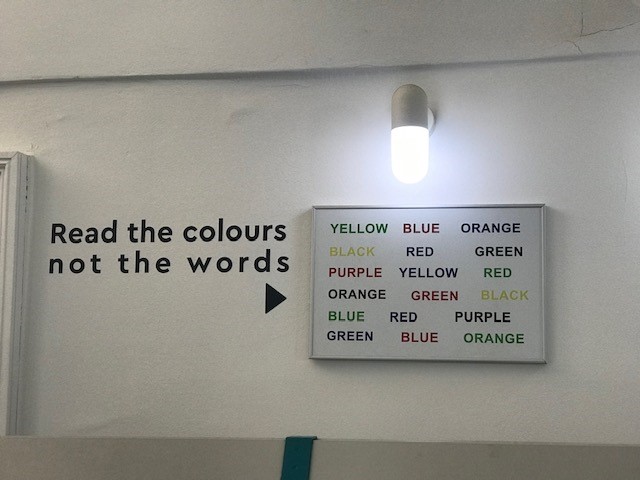 Read the colours
not the words
YELLOW BLUE ORANGE
BLACK RED GREEN
PURPLE YELLOW RED
ORANGE GREEN BLACK
BLUE RED PURPLE
GREEN BLUE ORANGE